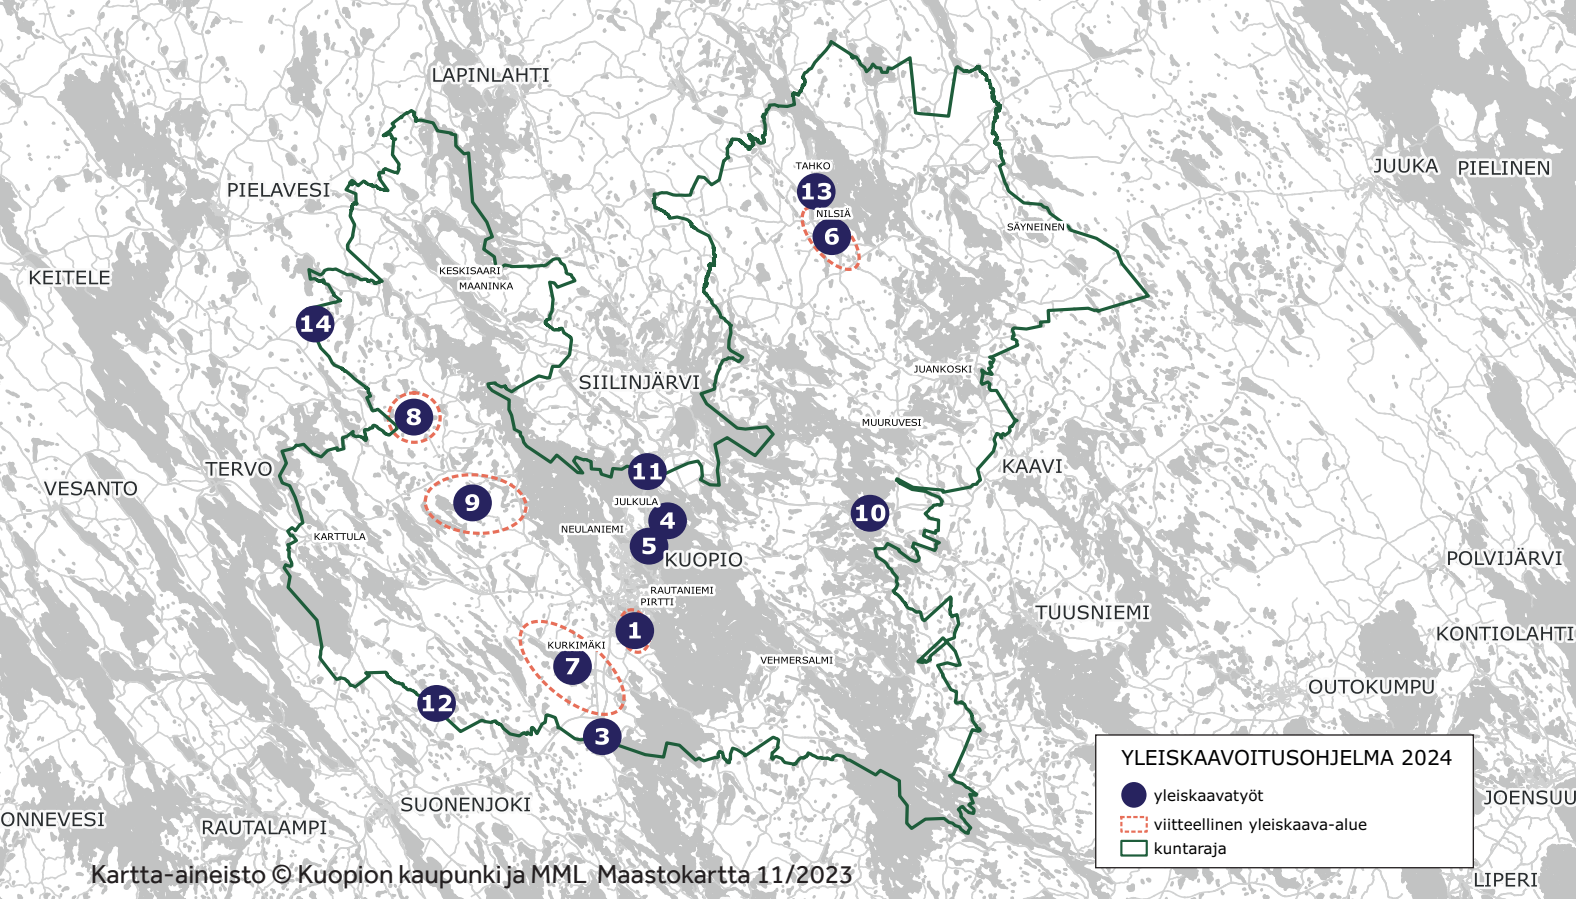 LAPINLAHTI
TAHKO
JUUKA
PIELINEN
13
PIELAVESI
NILSIÄ
SÄYNEINEN
6
KESKISAARI
KEITELE
MAANINKA
14
JUANKOSKI
SIILINJÄRVI
8
MUURUVESI
TERVO
11
KAAVI
VESANTO
9
JULKULA
10
4
NEULANIEMI
KARTTULA
5
KUOPIO
POLVIJÄRVI
RAUTANIEMI
PIRTTI
TUUSNIEMI
1
KONTIOLAHTI
KURKIMÄKI
7
VEHMERSALMI
OUTOKUMPU
12
3
YLEISKAAVOITUSOHJELMA 2024
yleiskaavatyöt
viitteellinen yleiskaava-alue
kuntaraja
JOENSUU
SUONENJOKI
ONNEVESI
RAUTALAMPI
LIPERI
Kartta-aineisto © Kuopion kaupunki ja MML Maastokartta 11/2023